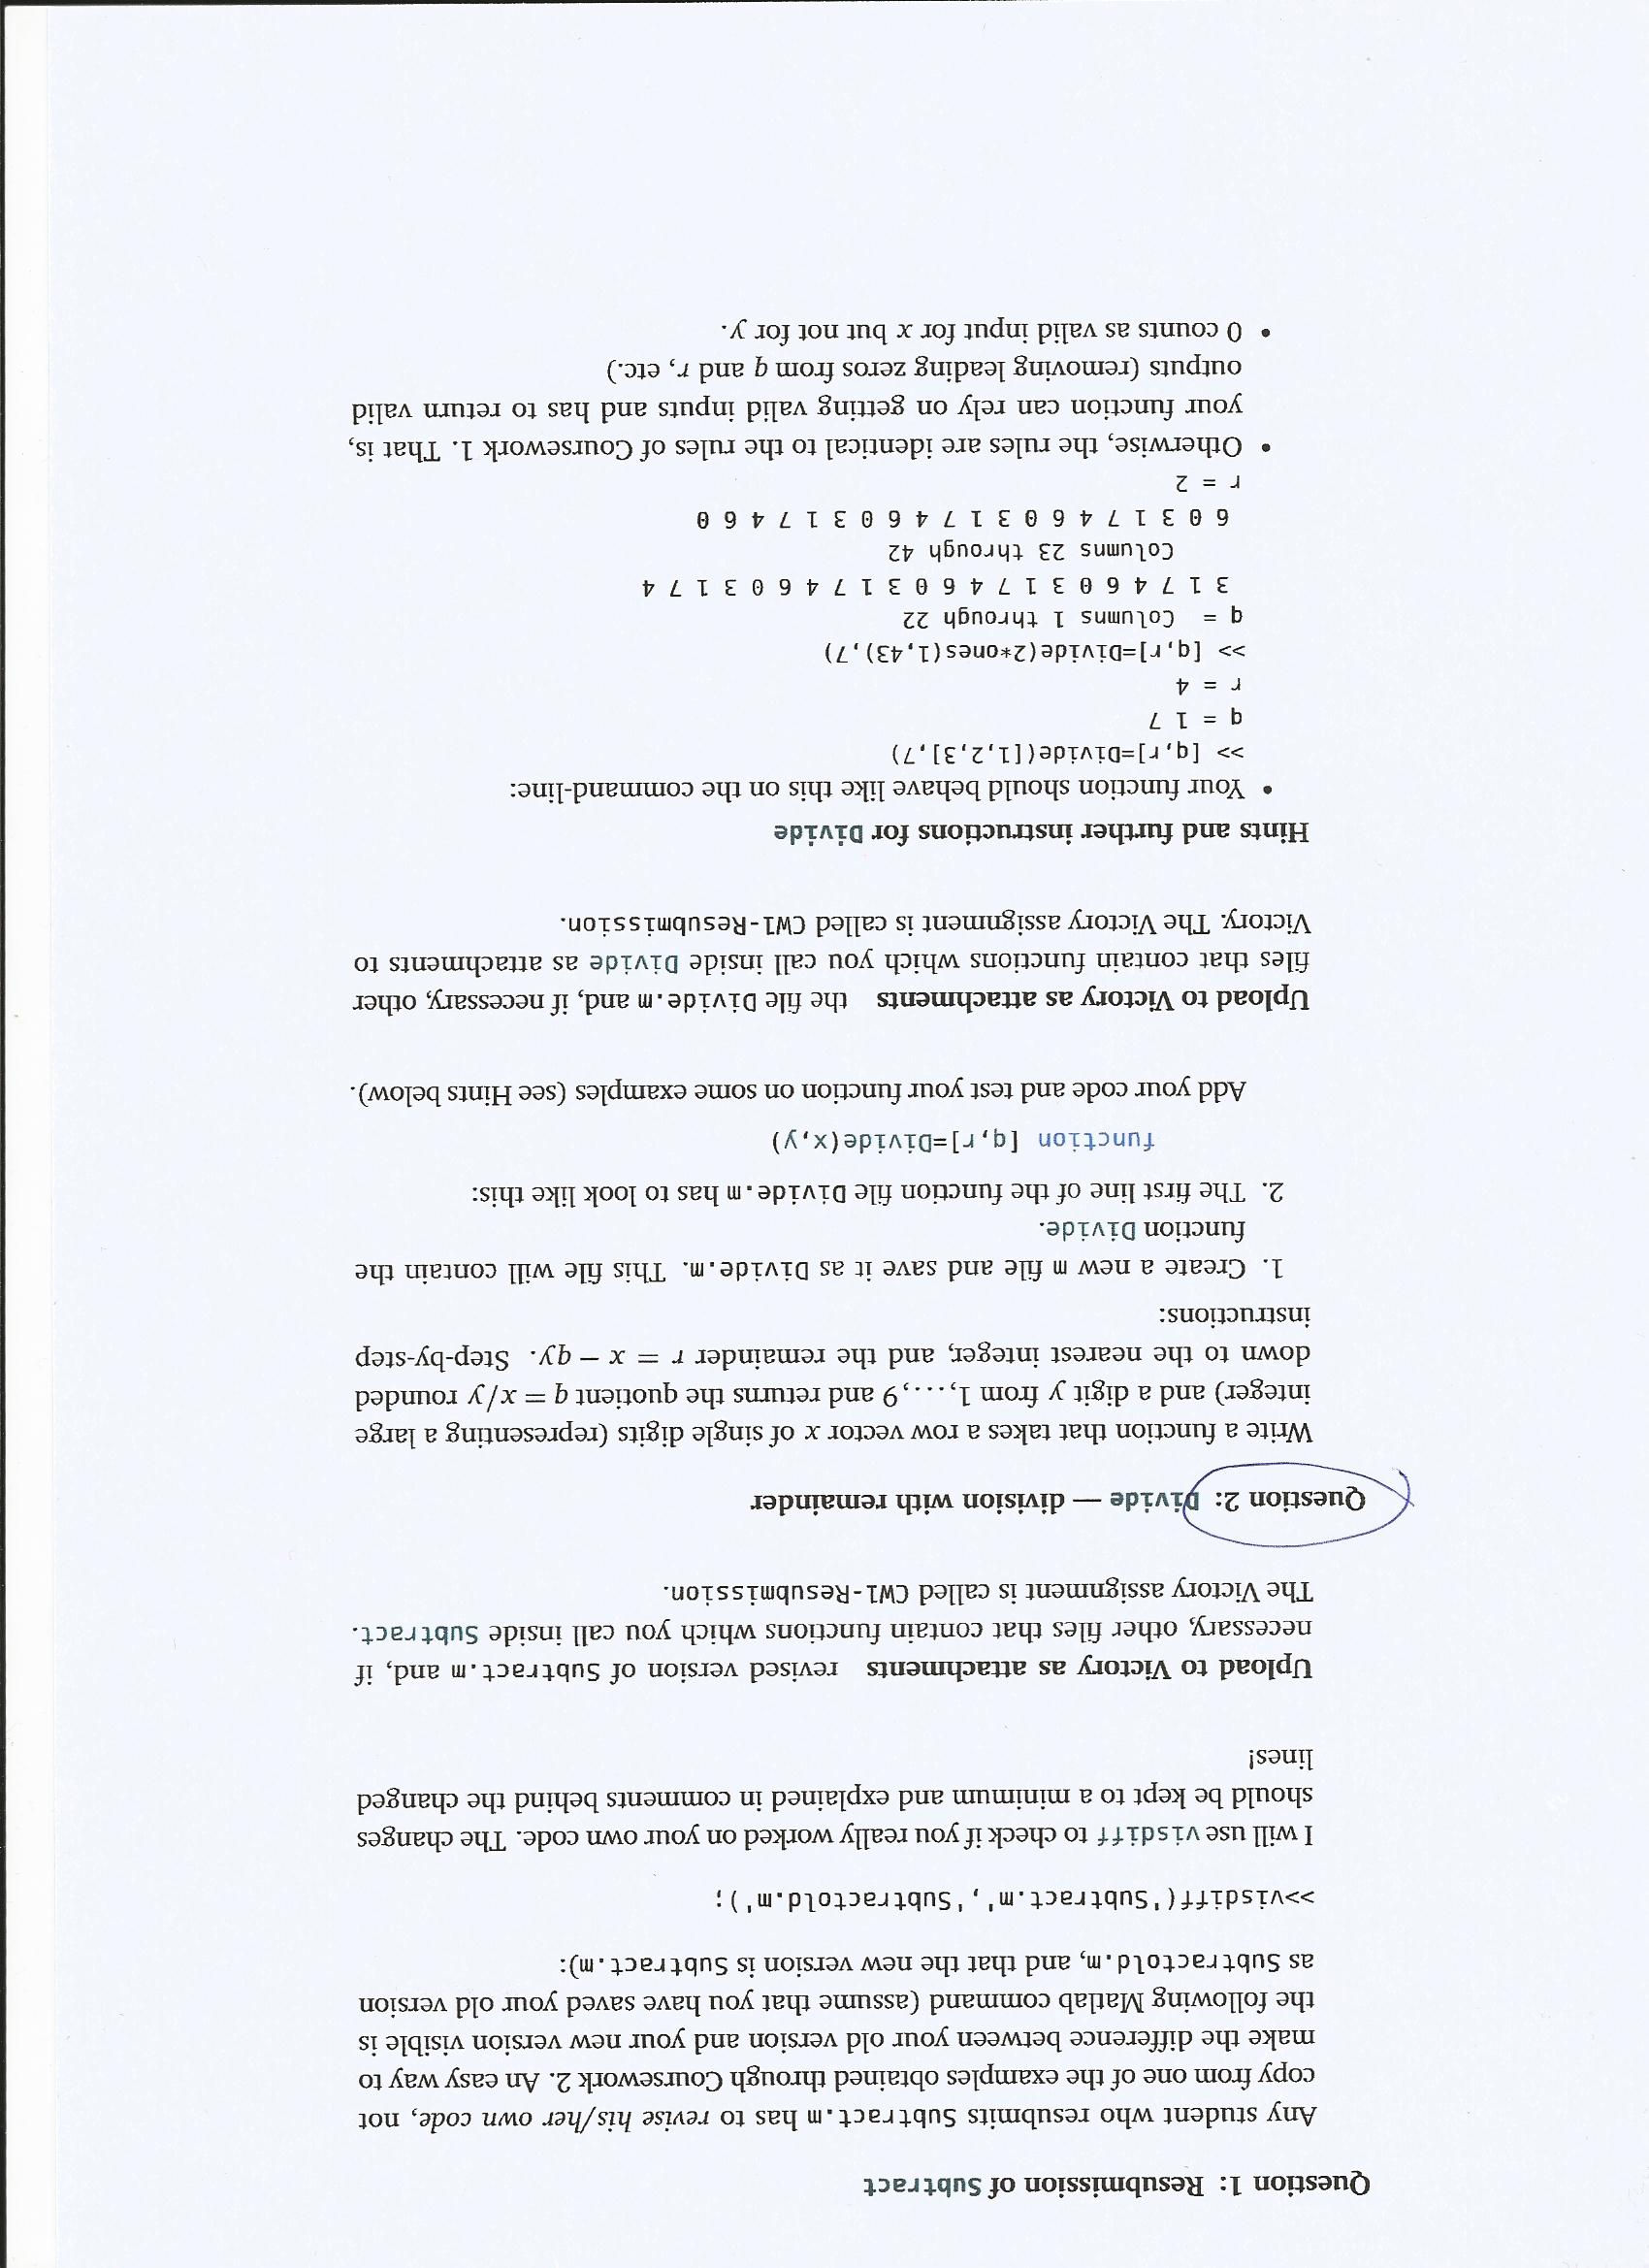 Question 1: Resubmission of Subtract
Any student who resubmits Subtract.m has to revise his/her own code, not
copy from one of the examples obtained through Coursework 2. An easy way to
make the difference between your old version and your new version visible is
the following Matlab command (assume that you have saved your old version
as Subtractold.m, and that the new version is Subtract.m):
>>visdiff('Subtract.m','Subtractold.m');
I will use visdiff to check if you really worked on your own code. The changes
should be kept to a minimum and explained in comments behind the changed
lines!
Upload to Victory as attachments revised version of Subtract.m and, if
necessary, other files that contain functions which you call inside Subtract.
The Victory assignment is called CW1-Resubmission.
Question 2: Divide — division with remainder
Write a function that takes a row vector x of single digits (representing a large
integer) and a digit y from 1,...,9 and returns the quotient q = x/y rounded
down to the nearest integer, and the remainder r = x − qy. Step-by-step
instructions:
1. Create a new m file and save it as Divide.m. This file will contain the
function Divide.
2. The first line of the function file Divide.m has to look like this:
function [q,r]=Divide(x,y)
Add your code and test your function on some examples (see Hints below).
Upload to Victory as attachments the file Divide.m and, if necessary, other
files that contain functions which you call inside Divide as attachments to
Victory. The Victory assignment is called CW1-Resubmission.
Hints and further instructions for Divide
• Your function should behave like this on the command-line:
>> [q,r]=Divide([1,2,3],7)
q = 1 7
r = 4
>> [q,r]=Divide(2*ones(1,43),7)
q = Columns 1 through 22
3 1 7 4 6 0 3 1 7 4 6 0 3 1 7 4 6 0 3 1 7 4
Columns 23 through 42
6 0 3 1 7 4 6 0 3 1 7 4 6 0 3 1 7 4 6 0
r = 2
• Otherwise, the rules are identical to the rules of Coursework 1. That is,
your function can rely on getting valid inputs and has to return valid
outputs (removing leading zeros from q and r, etc.)
• 0 counts as valid input for x but not for y.